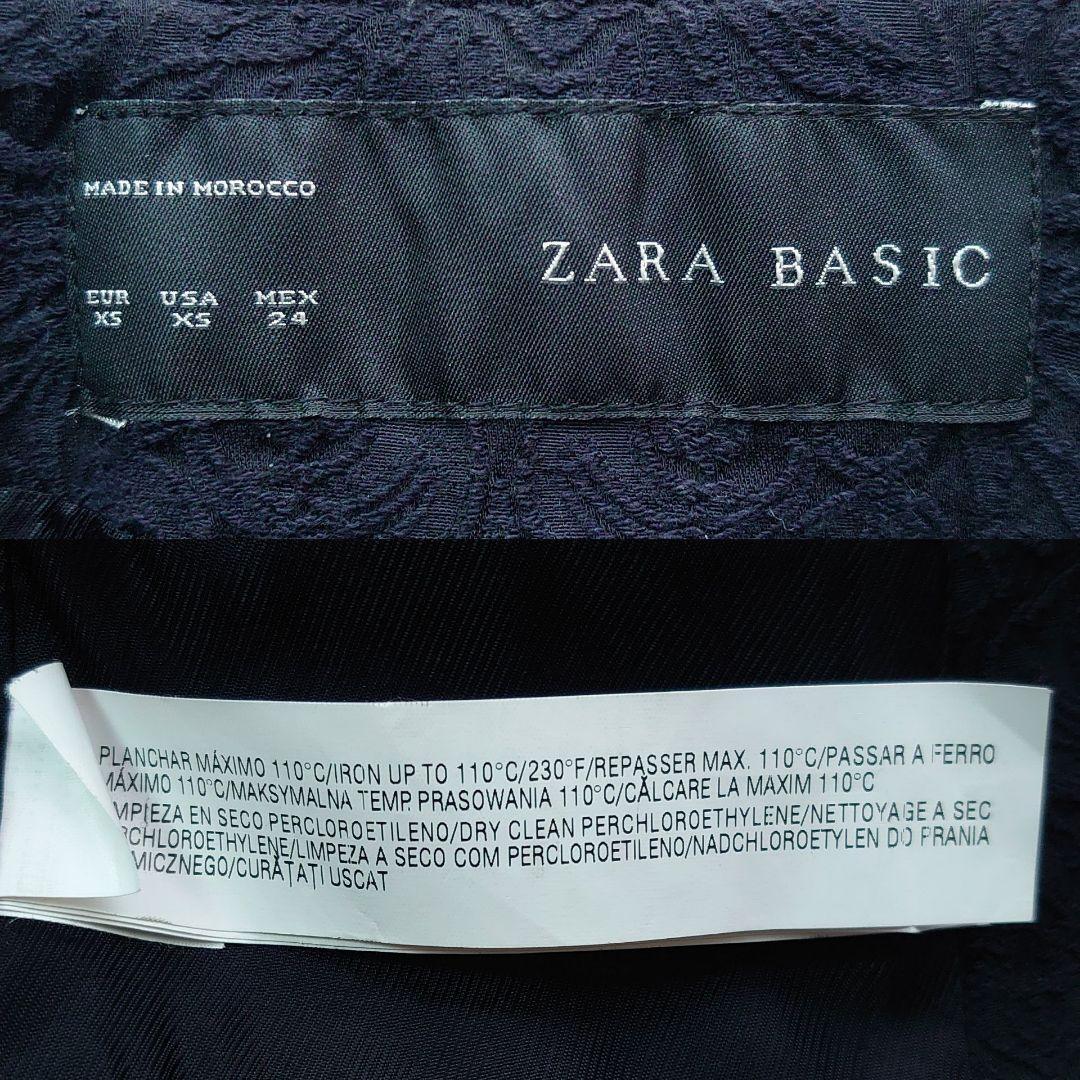 MADE IN MOROCCO
ZARA BASIC
EUR USA MEX
XS XS 24
PLANCHAR MÁXIMO 110°C/IRON UP TO 110°C/230°F/REPASSER MAX. 110°C/PASSAR A FERRO
MÁXIMO 110°C/MAKSYMALNA TEMP. PRASOWANIA 110°C/CĂLCARE LA MAXIM 110°C
MPIEZA EN SECO PERCLOROETILENO/DRY CLEAN PERCHLOROETHYLENE/NETTOYAGE A SEC
RCHLOROETHYLENE/LIMPEZA A SECO COM PERCLOROETILENO/NADCHLOROETYLEN DO PRANIA
MICZNEGO/CURĂȚAȚI USCAT